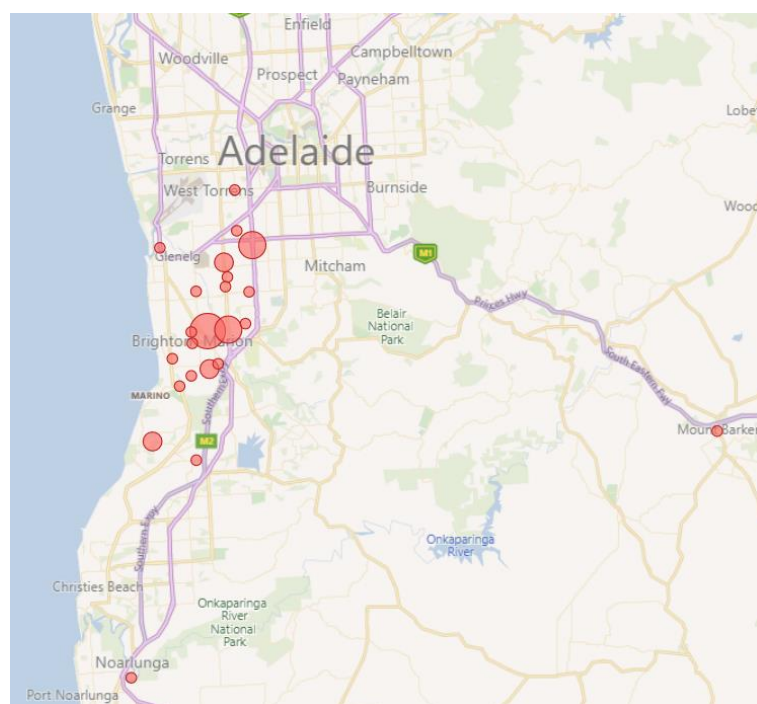 Enfield
Campbelltown
Woodville
Prospect
Payneham
Grange
Adelaide
Torrens
Burnside
West Torrens
Glenelg
M1
Mitcham
Princes Hwy
Belair
National
Park
Brighton
Marion
South Eastern Fwy
MARINO
M2
Mount Barker
Onkaparinga
River
Southern Expy
Christies Beach
Onkaparinga
River
National
Park
Noarlunga
Port Noarlunga